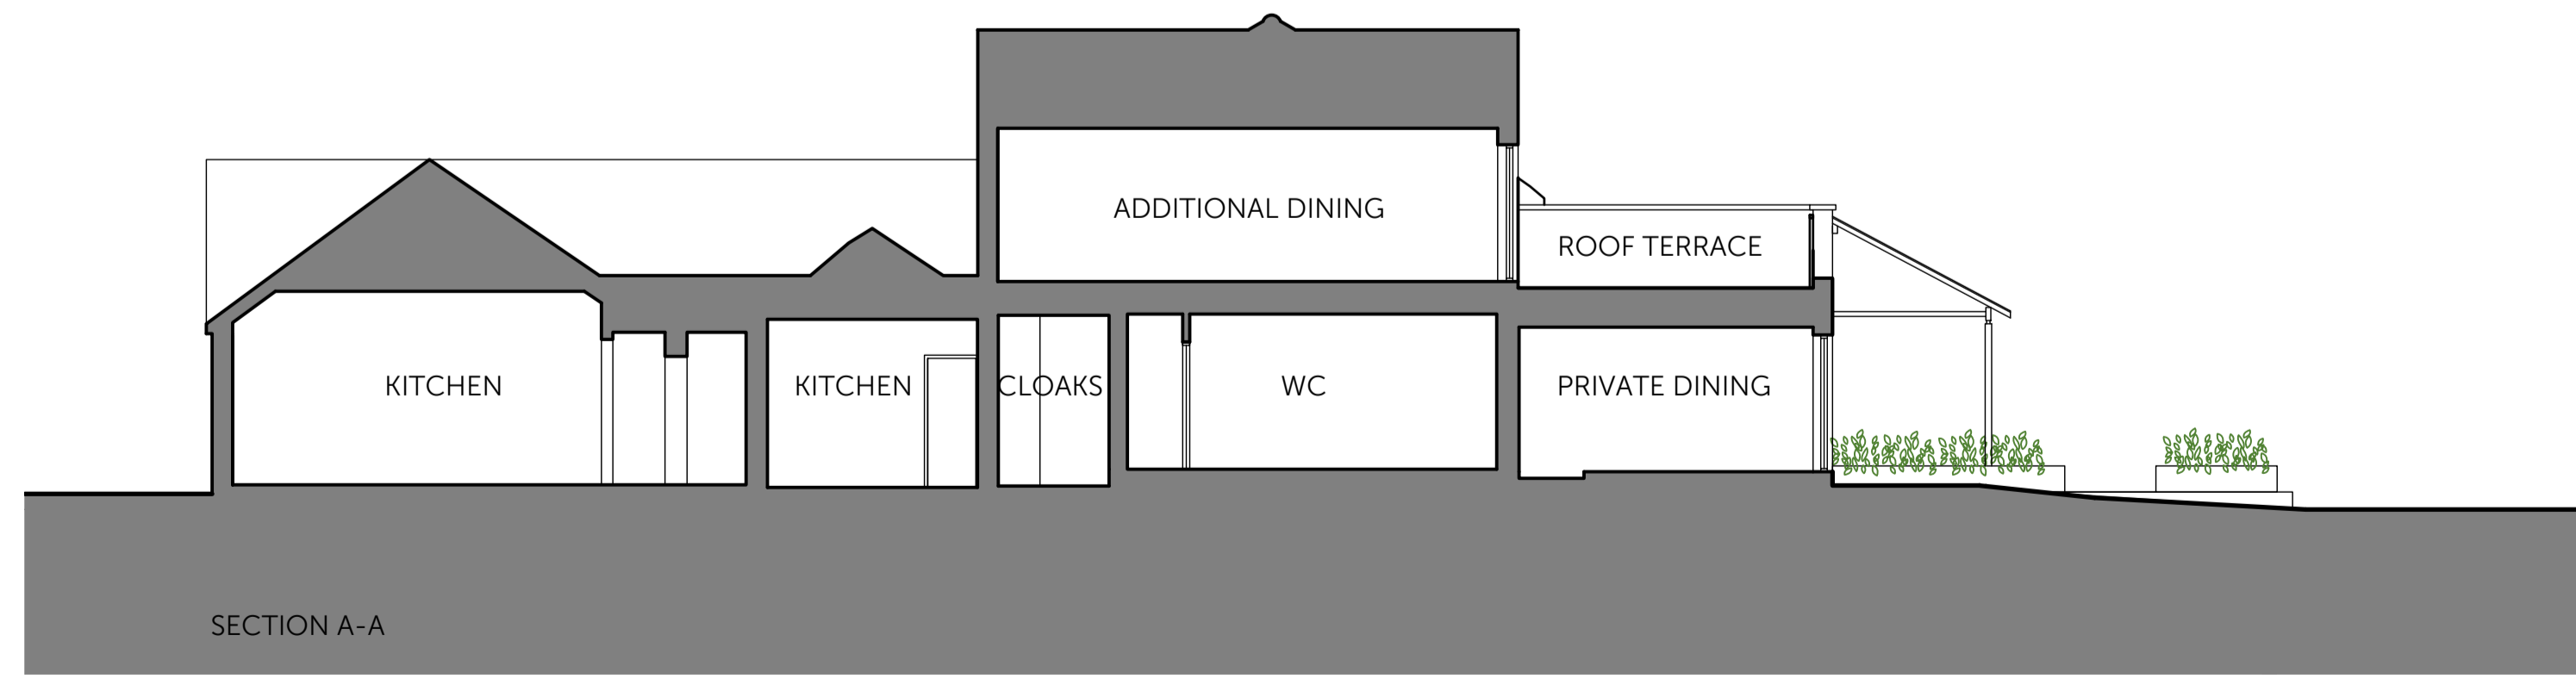 ADDITIONAL DINING
ROOF TERRACE
KITCHEN
KITCHEN
CLOAKS
WC
PRIVATE DINING
SECTION A-A